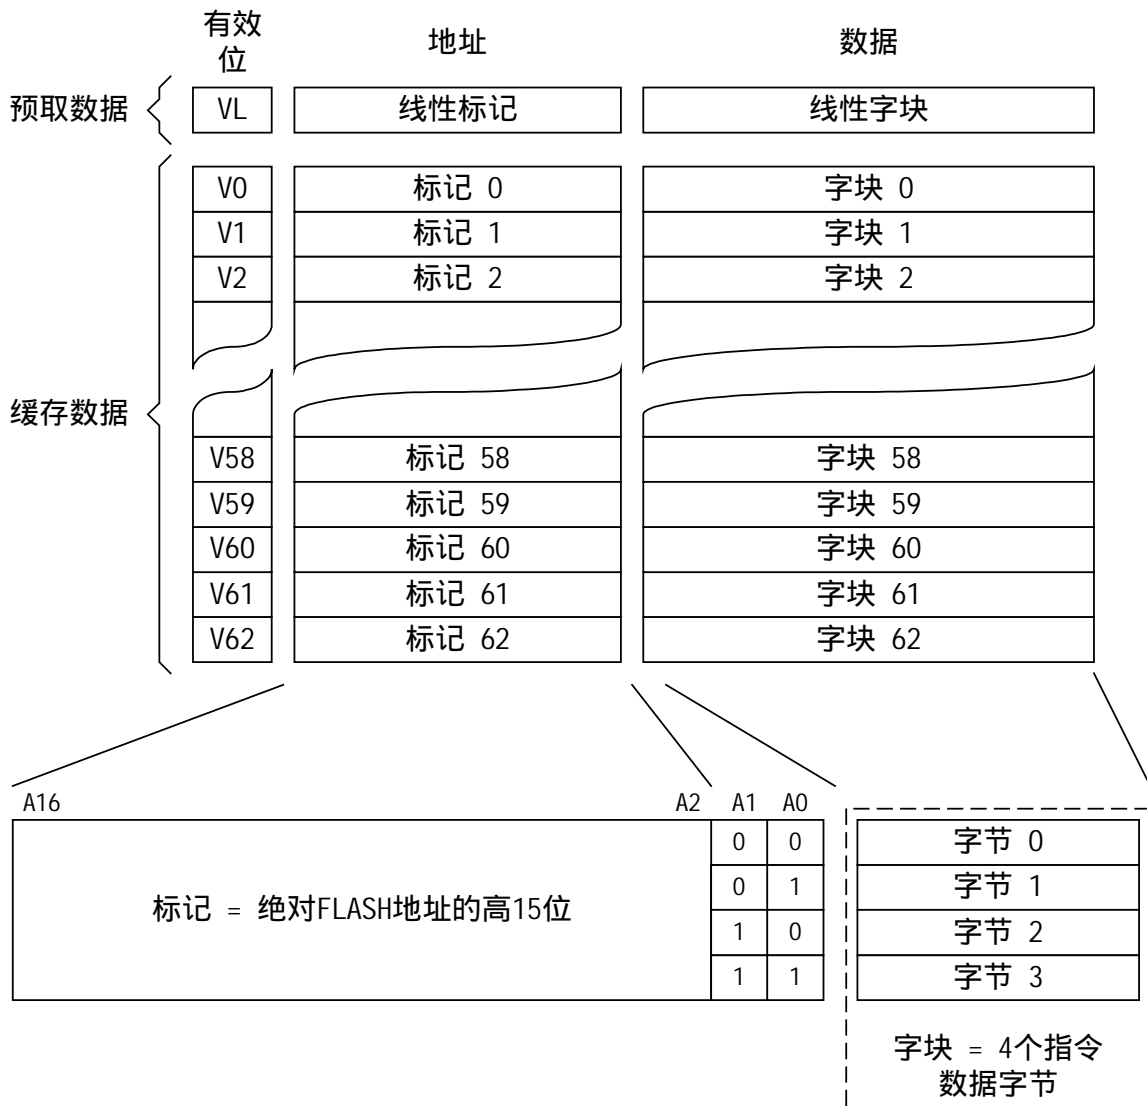 有效位 地址 数据
预取数据 VL 线性标记 线性字块
V0 标记 0 字块 0
V1 标记 1 字块 1
V2 标记 2 字块 2
缓存数据
V58 标记 58 字块 58
V59 标记 59 字块 59
V60 标记 60 字块 60
V61 标记 61 字块 61
V62 标记 62 字块 62
A16 A2 A1 A0
0 0 字节 0
0 1 字节 1
标记 = 绝对FLASH地址的高15位
1 0 字节 2
1 1 字节 3
字块 = 4个指令
数据字节